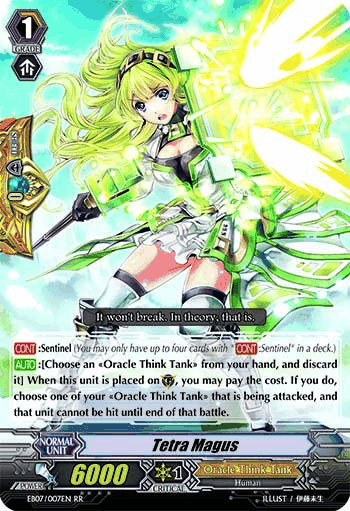 1
GRADE
SHIELD
0
It won't break. In theory, that is.
CONT :Sentinel (You may only have up to four cards with "CONT:Sentinel" in a deck.)
AUTO :[Choose an «Oracle Think Tank» from your hand, and discard
it] When this unit is placed on GC, you may pay the cost. If you do,
choose one of your «Oracle Think Tank» that is being attacked, and
that unit cannot be hit until end of that battle.
NORMAL
UNIT
Tetra Magus
POWER
6000
1
CRITICAL
Oracle Think Tank
Human
EB07/007EN RR
ILLUST / 伊藤未生